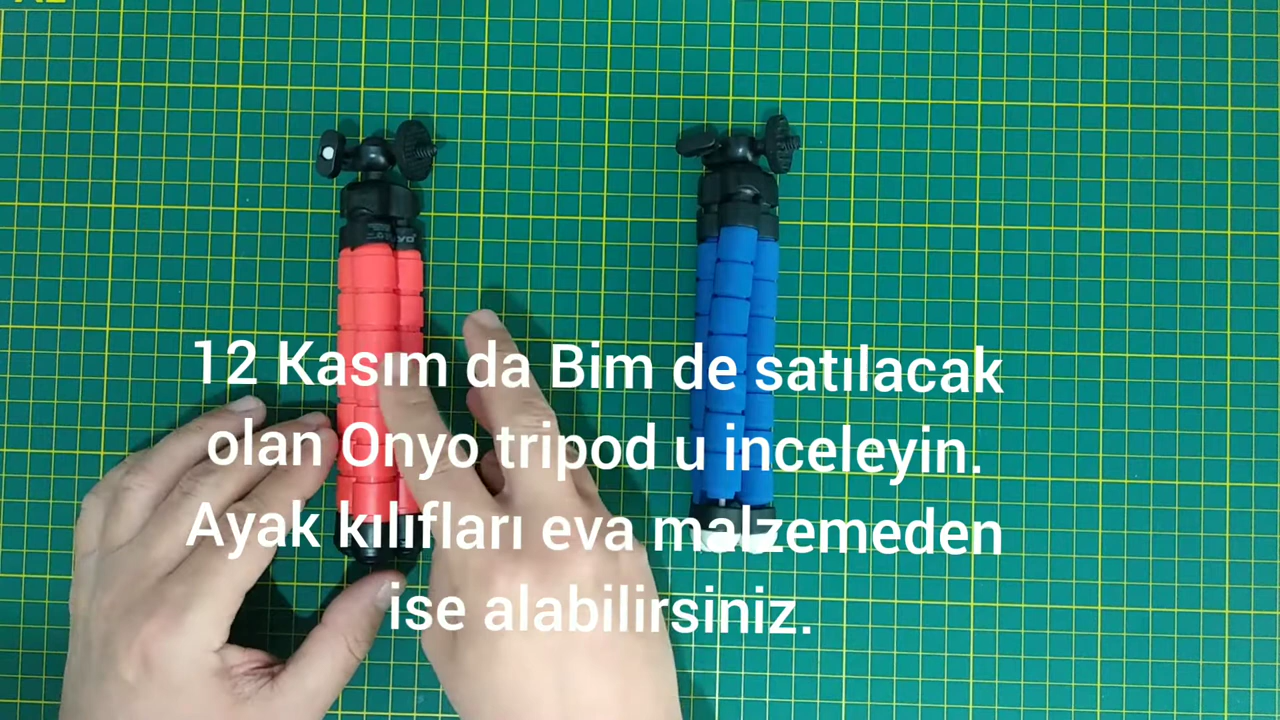 12 Kasım da Bim de satılacak
olan Onyo tripod u inceleyin.
Ayak kılıfları eva malzemeden
ise alabilirsiniz.